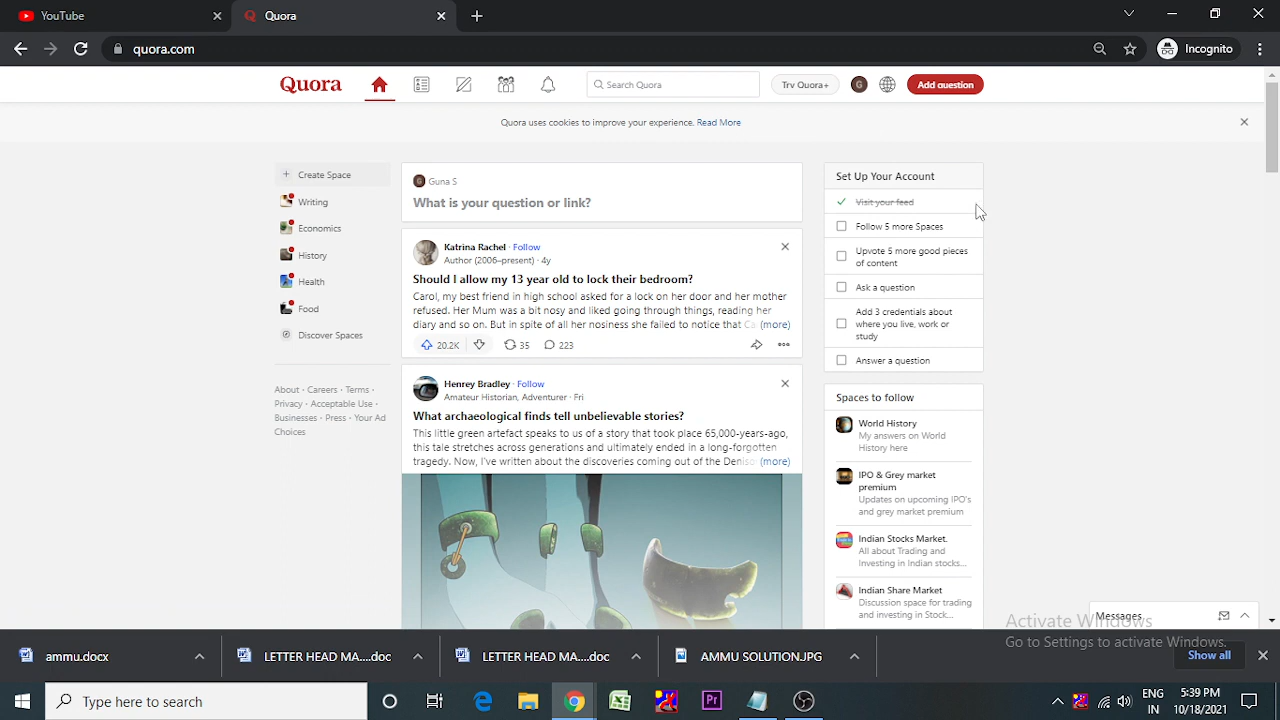 YouTube
Quora
quora.com
Incognito
Quora
Search Quora
Try Quora+
G
Add question
Quora uses cookies to improve your experience. Read More
Create Space
Writing
Economics
History
Health
Food
Discover Spaces
About · Careers · Terms ·
Privacy · Acceptable Use ·
Businesses · Press · Your Ad
Choices
G Guna S
What is your question or link?
Katrina Rachel · Follow
Author (2006–present) · 4y
Should I allow my 13 year old to lock their bedroom?
Carol, my best friend in high school asked for a lock on her door and her mother
refused. Her Mum was a bit nosy and liked going through things, reading her
diary and so on. But in spite of all her nosiness she failed to notice that Ca (more)
20.2K 35 223
Henrey Bradley · Follow
Amateur Historian, Adventurer · Fri
What archaeological finds tell unbelievable stories?
This little green artefact speaks to us of a story that took place 65,000-years-ago,
this tale stretches across generations and ultimately ended in a long-forgotten
tragedy. Now, I've written about the discoveries coming out of the Deniso (more)
Set Up Your Account
Visit your feed
Follow 5 more Spaces
Upvote 5 more good pieces
of content
Ask a question
Add 3 credentials about
where you live, work or
study
Answer a question
Spaces to follow
World History
My answers on World
History here
IPO & Grey market
premium
Updates on upcoming IPO's
and grey market premium
Indian Stocks Market.
All about Trading and
Investing in Indian stocks...
Indian Share Market
Discussion space for trading
and investing in Stock...
Messages
Activate Windows
Go to Settings to activate Windows.
ammu.docx
LETTER HEAD MA....doc
LETTER HEAD MA....doc
AMMU SOLUTION.JPG
Show all
Type here to search
Pr
ENG
IN
5:39 PM
10/18/2021